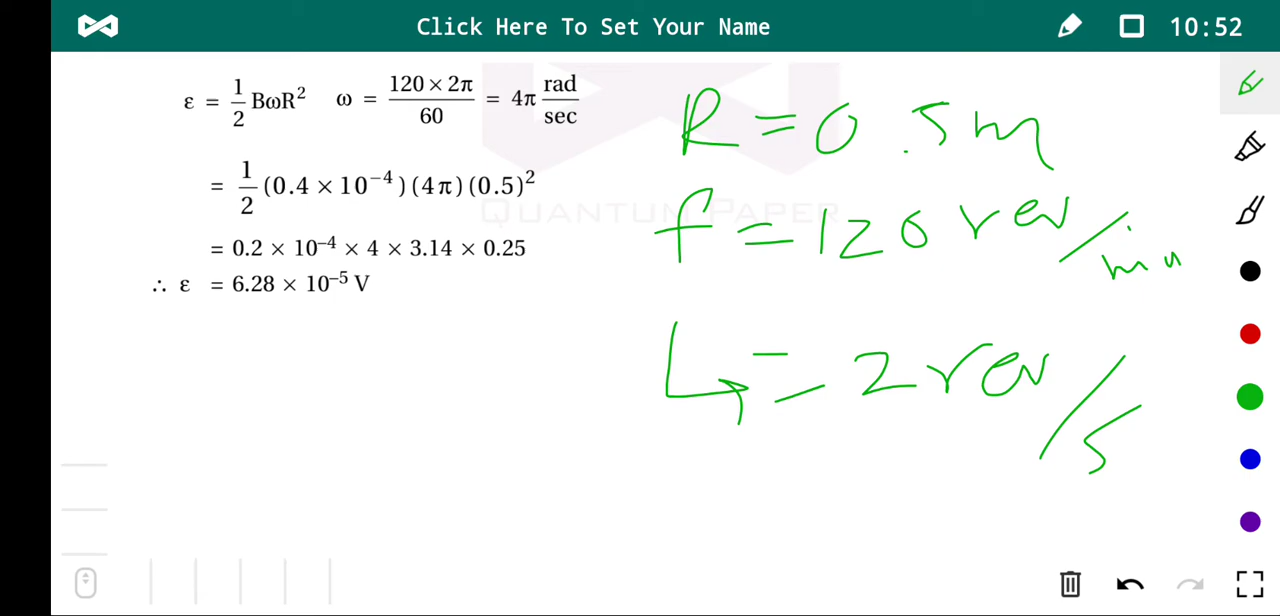 Click Here To Set Your Name
10:52
ε = 1/2 BωR² ω = 120 × 2π / 60 = 4π rad/sec
= 1/2 (0.4 × 10⁻⁴) (4π) (0.5)²
= 0.2 × 10⁻⁴ × 4 × 3.14 × 0.25
∴ ε = 6.28 × 10⁻⁵ V
QUANTUM PAPER
R = 0.5m
f = 120 rev/min
= 2 rev/s